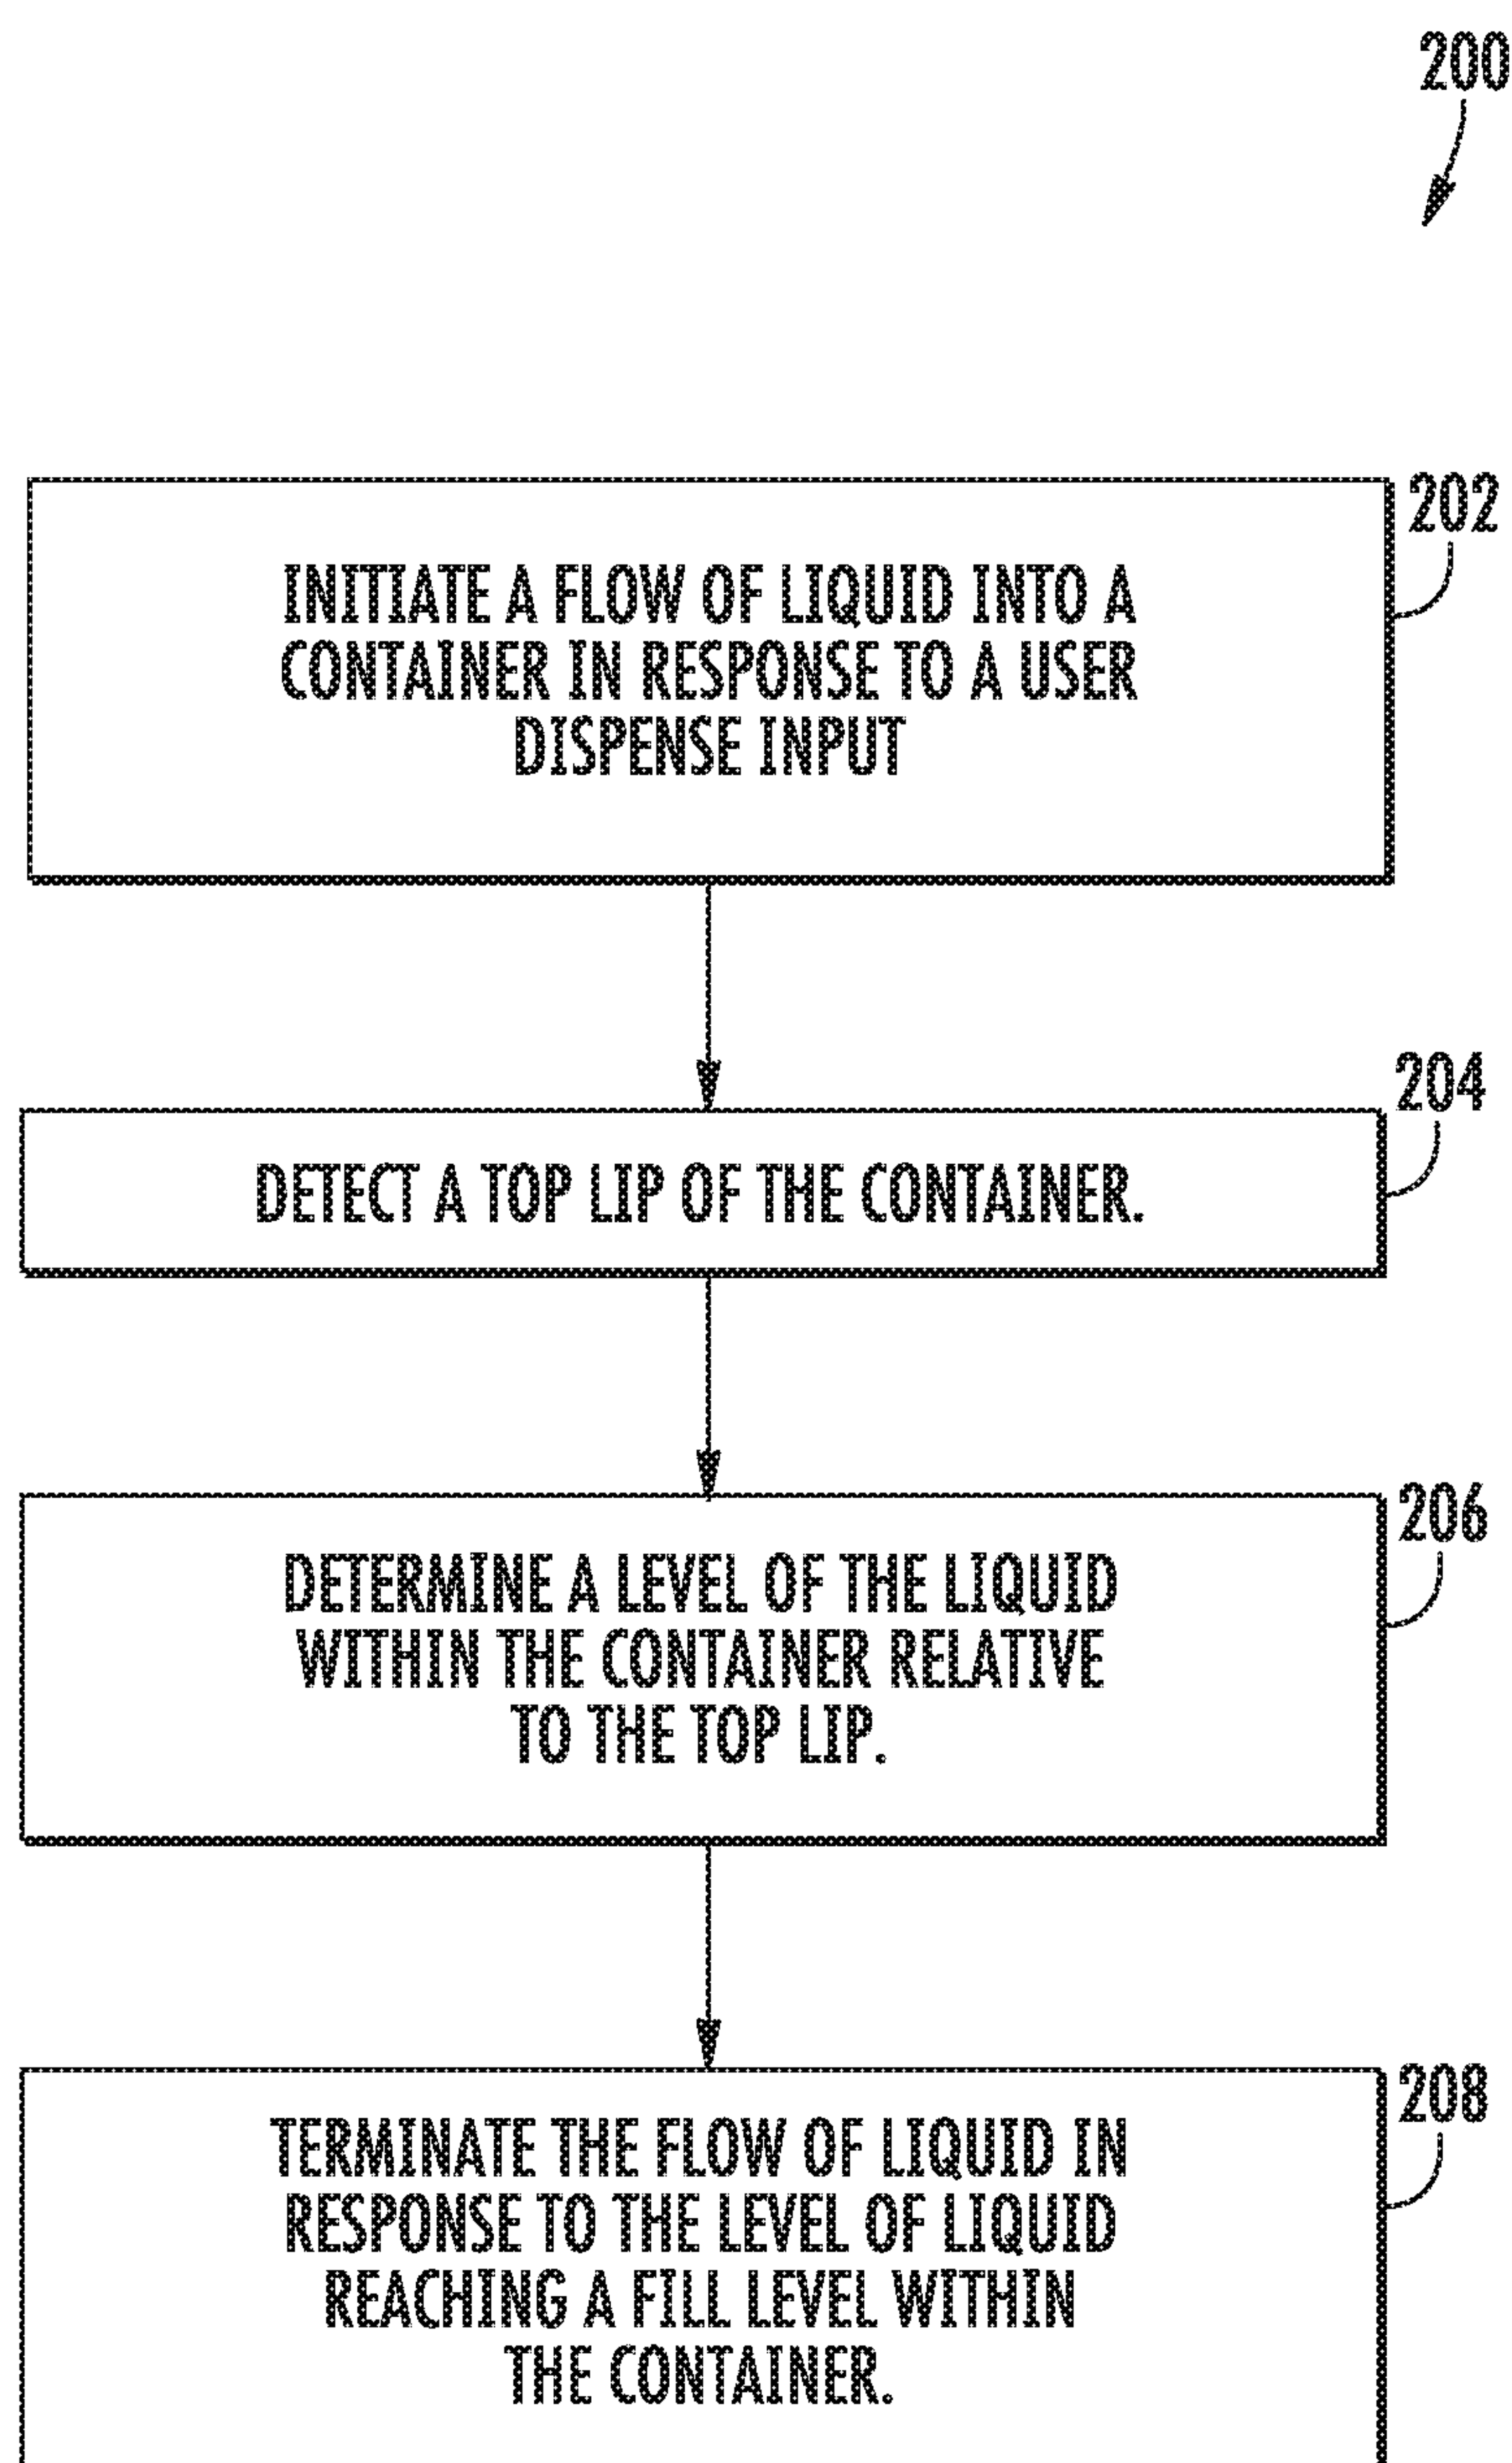 200
202
INITIATE A FLOW OF LIQUID INTO A
CONTAINER IN RESPONSE TO A USER
DISPENSE INPUT
204
DETECT A TOP LIP OF THE CONTAINER.
206
DETERMINE A LEVEL OF THE LIQUID
WITHIN THE CONTAINER RELATIVE
TO THE TOP LIP.
208
TERMINATE THE FLOW OF LIQUID IN
RESPONSE TO THE LEVEL OF LIQUID
REACHING A FILL LEVEL WITHIN
THE CONTAINER.